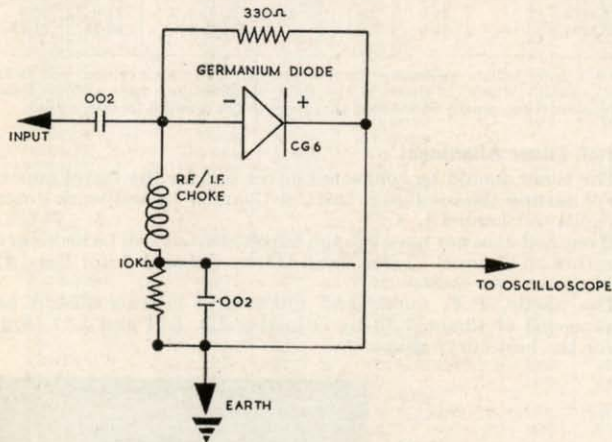 330Ω
GERMANIUM DIODE
·002
− +
INPUT
CG6
R.F./I.F.
CHOKE
10KΩ
TO OSCILLOSCOPE
·002
EARTH